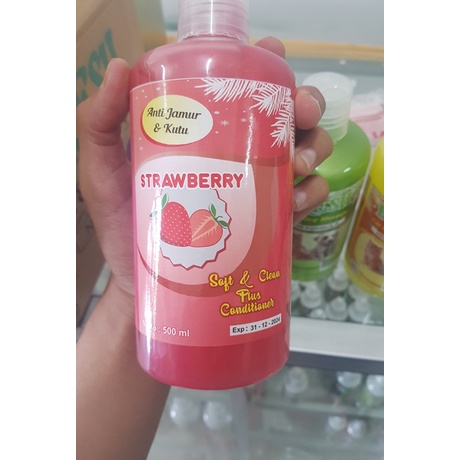 Anti Jamur
& Kutu
STRAWBERRY
Soft & Clean
Plus
Conditioner
500 ml
Exp : 31 - 12 - 2024